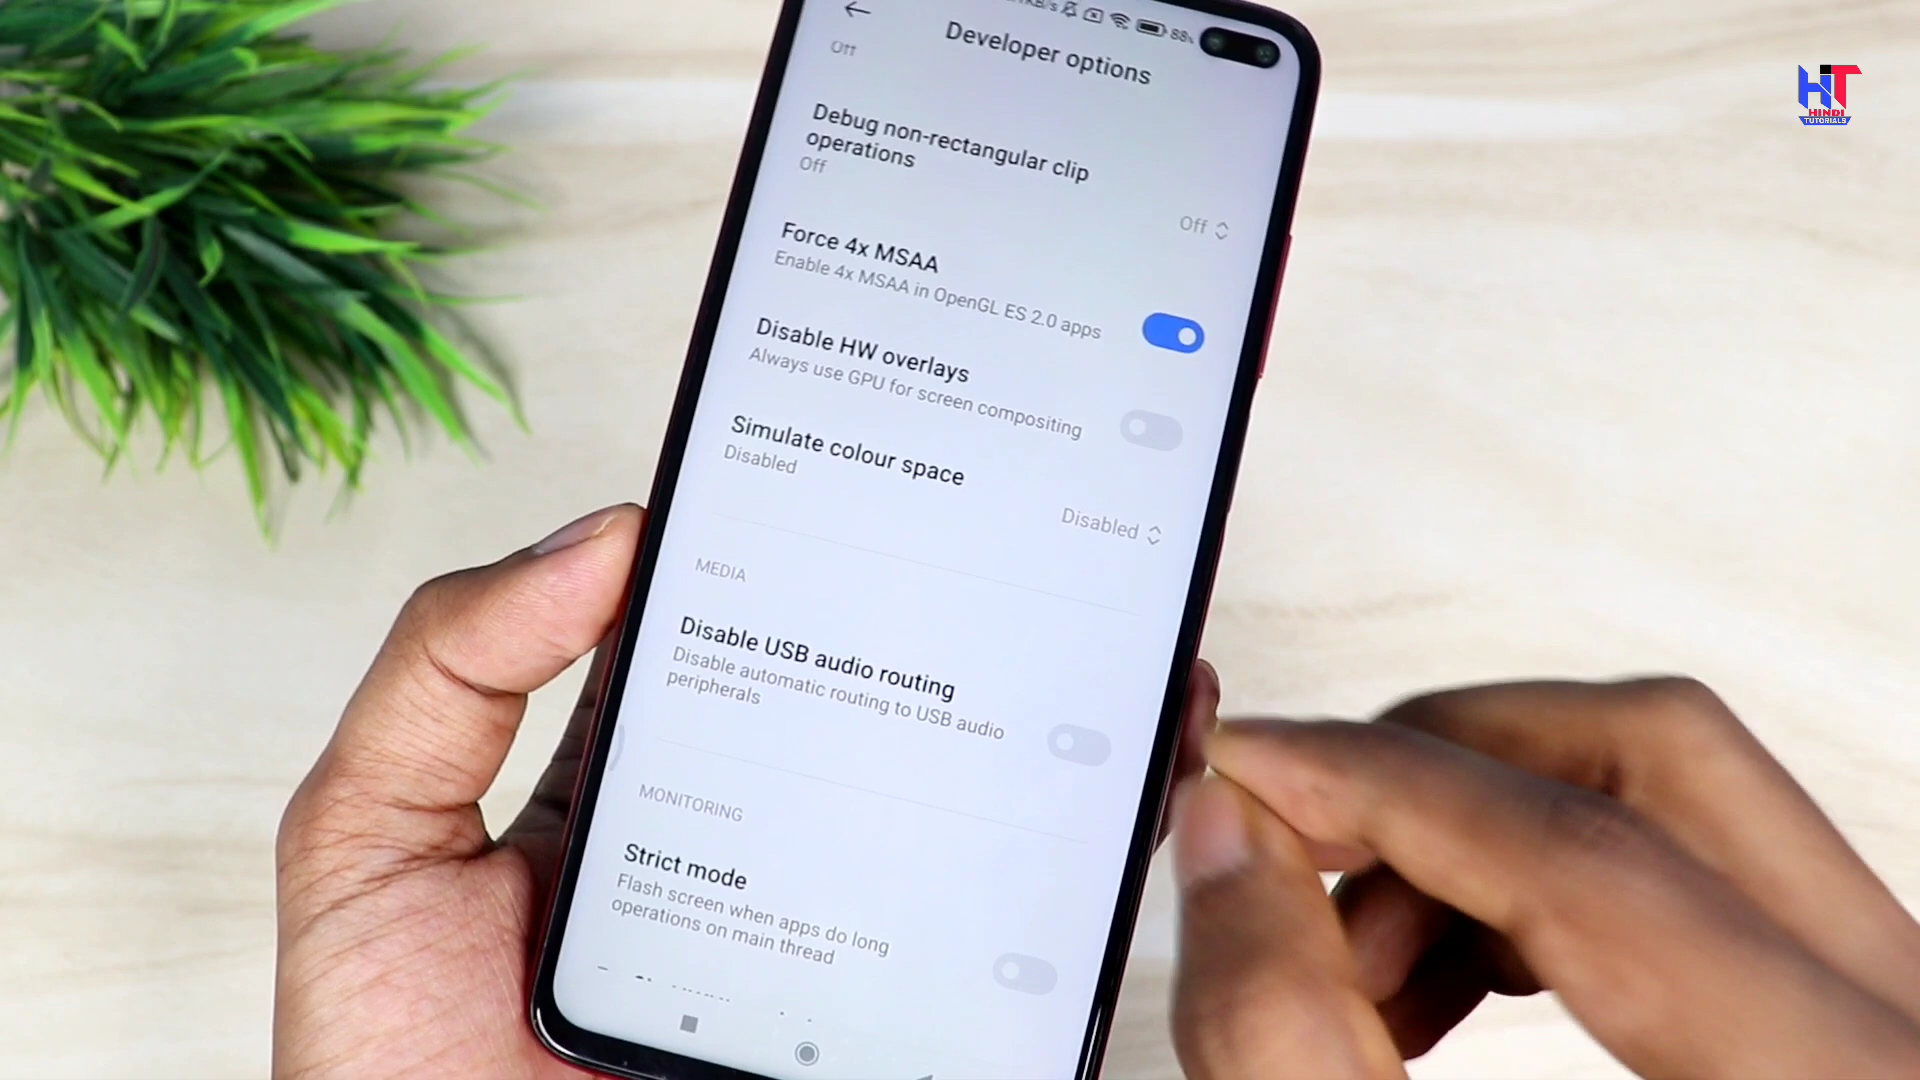 88%
Developer options
Off
Debug non-rectangular clip
operations
Off
Off
Force 4x MSAA
Enable 4x MSAA in OpenGL ES 2.0 apps
Disable HW overlays
Always use GPU for screen compositing
Simulate colour space
Disabled
Disabled
MEDIA
Disable USB audio routing
Disable automatic routing to USB audio
peripherals
MONITORING
Strict mode
Flash screen when apps do long
operations on main thread
HT
HINDI
TUTORIALS